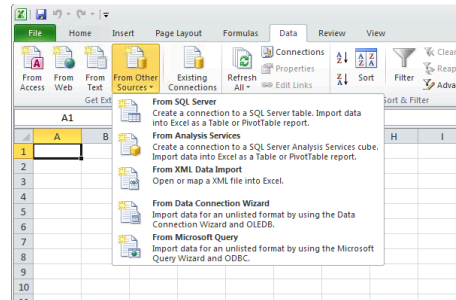 File Home Insert Page Layout Formulas Data Review View
From Access
From Web
From Text
From Other Sources
Existing Connections
Refresh All
Connections
Properties
Edit Links
Sort
Filter
Clear
Reap
Adva
Get Ext
Sort & Filter
A1
A B H I
From SQL Server
Create a connection to a SQL Server table. Import data
into Excel as a Table or PivotTable report.
From Analysis Services
Create a connection to a SQL Server Analysis Services cube.
Import data into Excel as a Table or PivotTable report.
From XML Data Import
Open or map a XML file into Excel.
From Data Connection Wizard
Import data for an unlisted format by using the Data
Connection Wizard and OLEDB.
From Microsoft Query
Import data for an unlisted format by using the Microsoft
Query Wizard and ODBC.
1
2
3
4
5
6
7
8
9
10